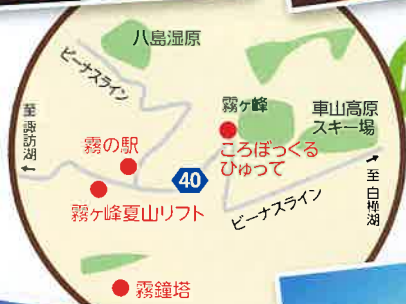 八島湿原
ビーナスライン
霧ヶ峰
車山高原
スキー場
至諏訪湖
霧の駅
ころぼっくる
ひゅって
40
至白樺湖
霧ヶ峰夏山リフト
ビーナスライン
霧鐘塔